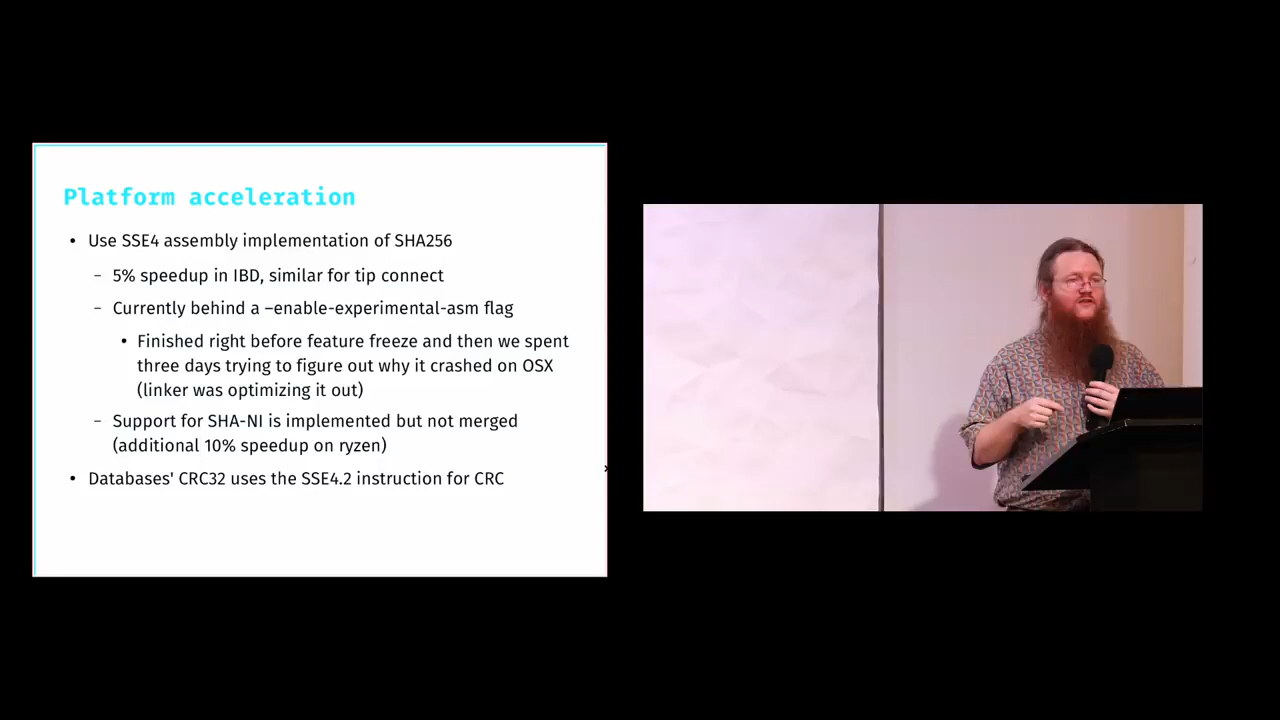 Platform acceleration
• Use SSE4 assembly implementation of SHA256
– 5% speedup in IBD, similar for tip connect
– Currently behind a –enable-experimental-asm flag
• Finished right before feature freeze and then we spent
three days trying to figure out why it crashed on OSX
(linker was optimizing it out)
– Support for SHA-NI is implemented but not merged
(additional 10% speedup on ryzen)
• Databases' CRC32 uses the SSE4.2 instruction for CRC